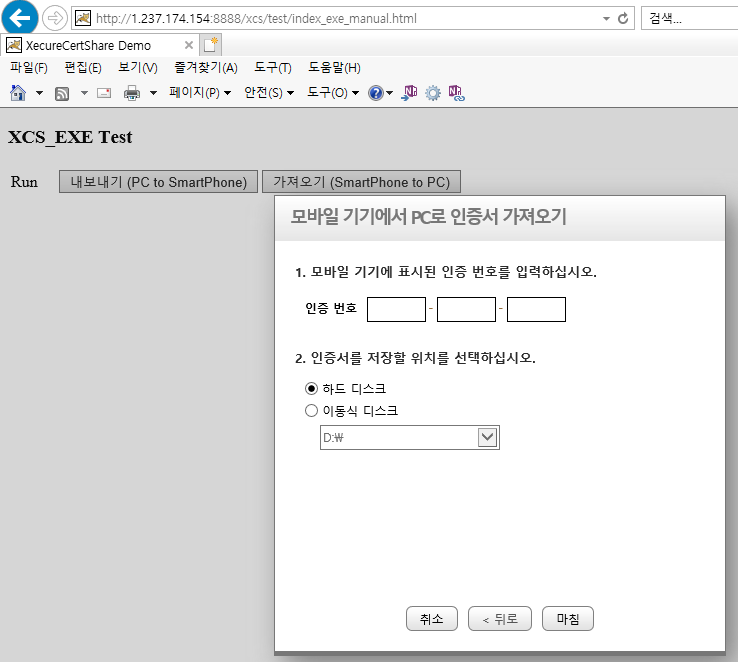 http://1.237.174.154:8888/xcs/test/index_exe_manual.html
검색...
XecureCertShare Demo
파일(F) 편집(E) 보기(V) 즐겨찾기(A) 도구(T) 도움말(H)
페이지(P) 안전(S) 도구(O)
XCS_EXE Test
Run 내보내기 (PC to SmartPhone) 가져오기 (SmartPhone to PC)
모바일 기기에서 PC로 인증서 가져오기
1. 모바일 기기에 표시된 인증 번호를 입력하십시오.
인증 번호 - -
2. 인증서를 저장할 위치를 선택하십시오.
하드 디스크
이동식 디스크
D:₩
취소 < 뒤로 마침